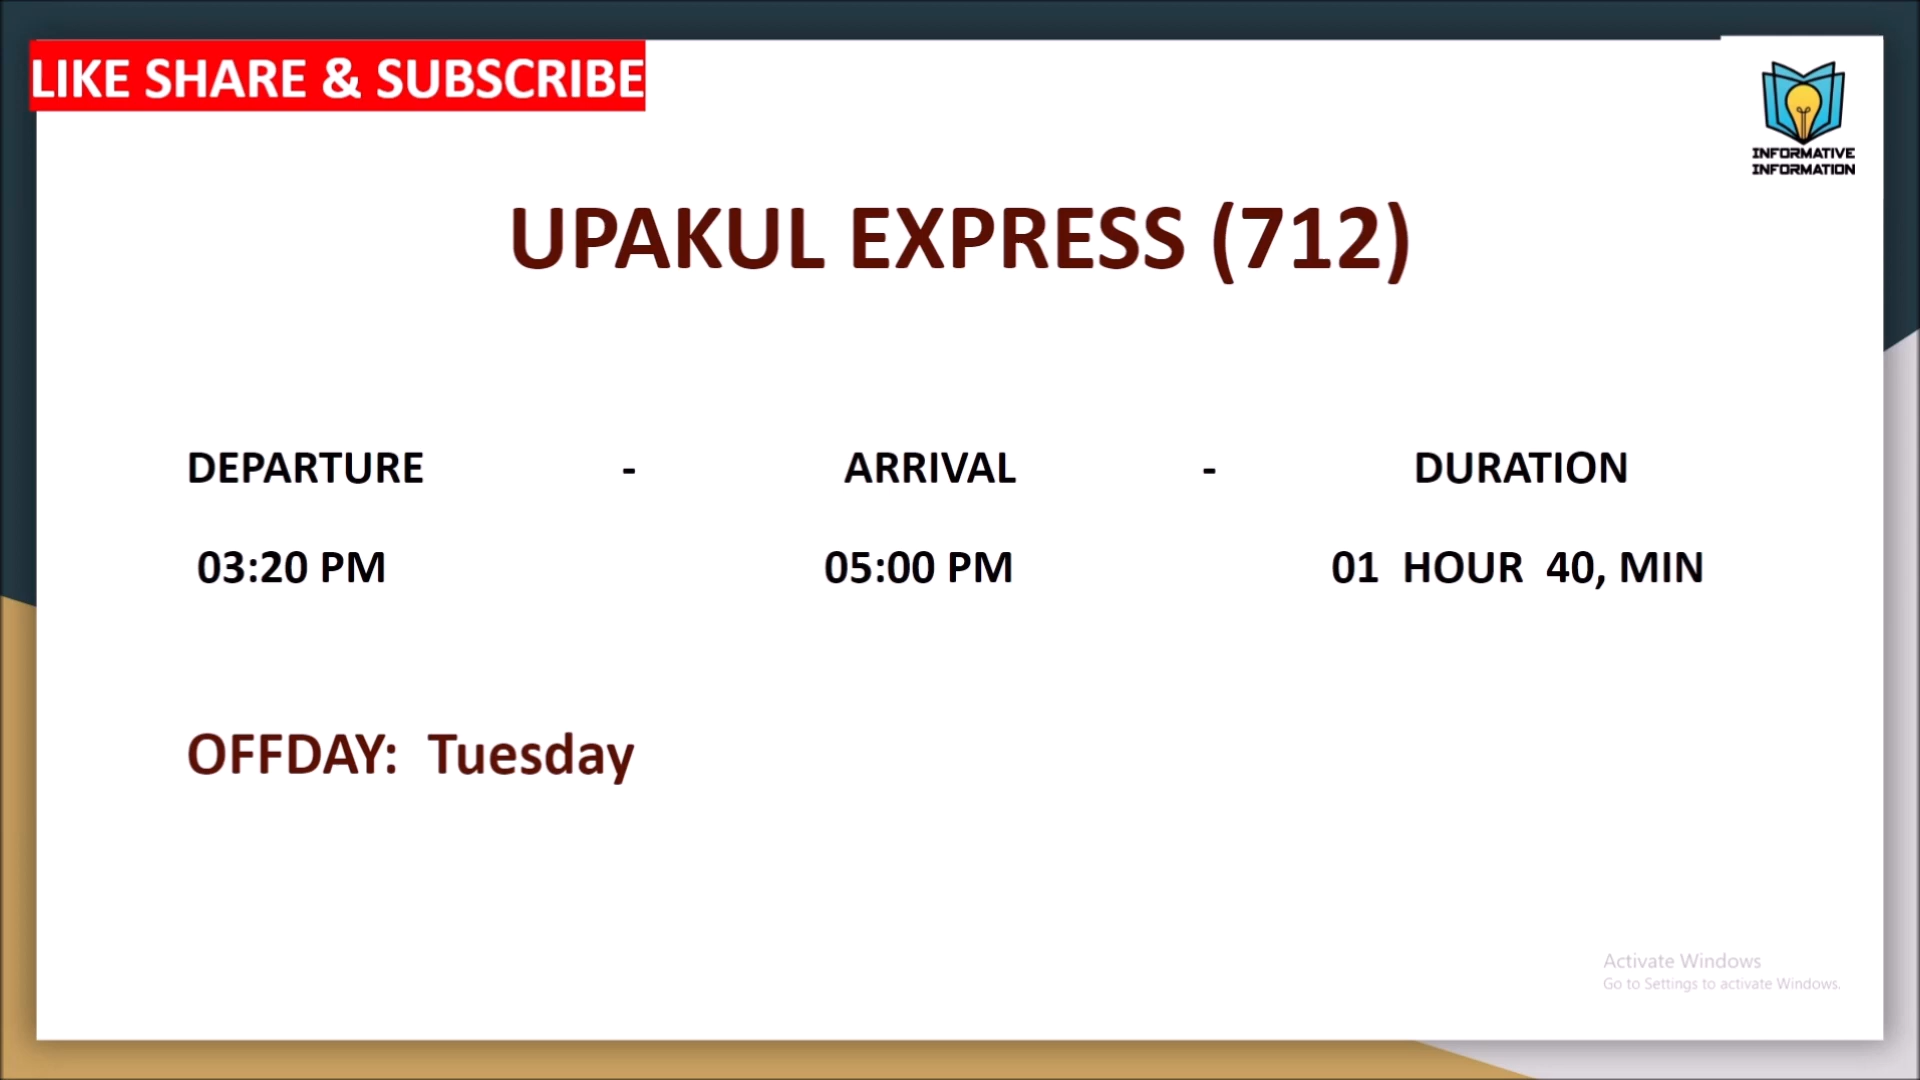 LIKE SHARE & SUBSCRIBE
INFORMATIVE
INFORMATION
UPAKUL EXPRESS (712)
DEPARTURE - ARRIVAL - DURATION
03:20 PM 05:00 PM 01 HOUR 40, MIN
OFFDAY: Tuesday
Activate Windows
Go to Settings to activate Windows.